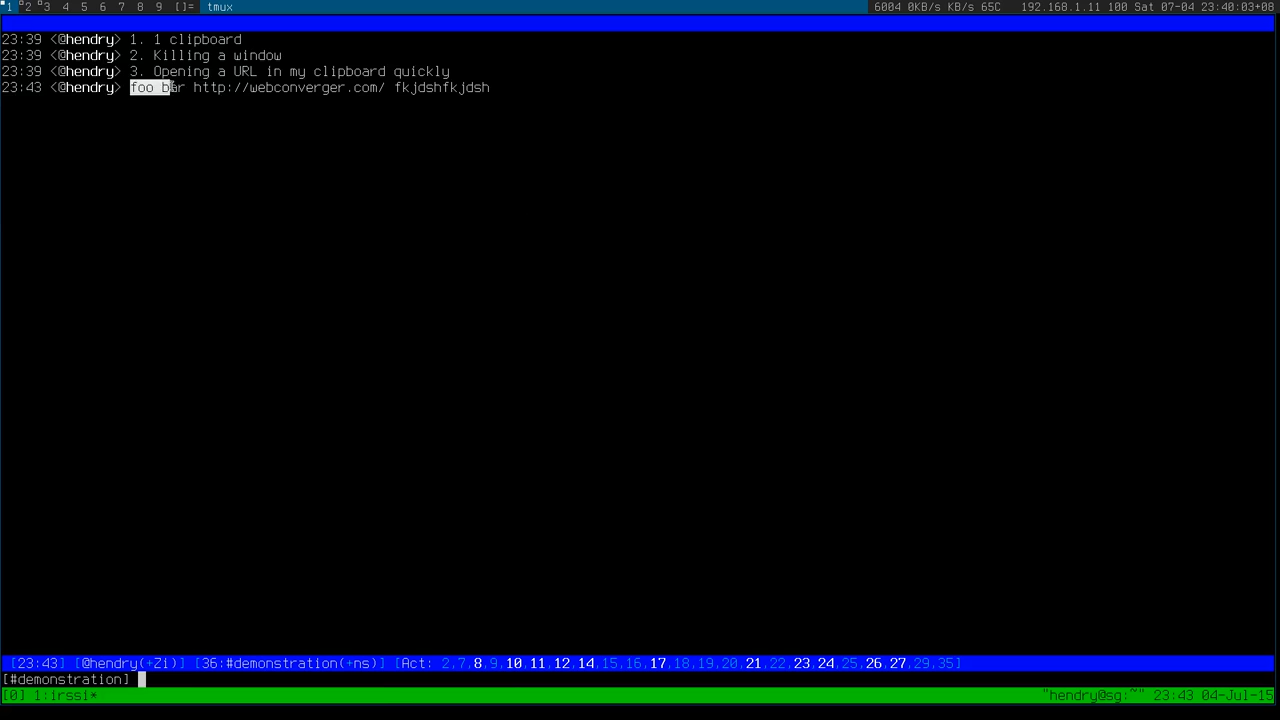 1 2 3 4 5 6 7 8 9 []= tmux 6004 0KB/s KB/s 65C 192.168.1.11 100 Sat 07-04 23:40:03+08
23:39 <@hendry> 1. 1 clipboard
23:39 <@hendry> 2. Killing a window
23:39 <@hendry> 3. Opening a URL in my clipboard quickly
23:43 <@hendry> foo bar http://webconverger.com/ fkjdshfkjdsh
[23:43] [@hendry(+Zi)] [36:#demonstration(+ns)] [Act: 2,7,8,9,10,11,12,14,15,16,17,18,19,20,21,22,23,24,25,26,27,29,35]
[#demonstration]
[0] 1:irssi* "hendry@sg:~" 23:43 04-Jul-15